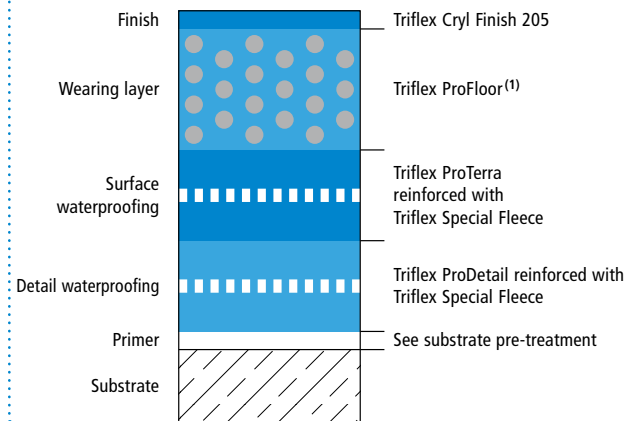 Finish
Triflex Cryl Finish 205
Wearing layer
Triflex ProFloor(1)
Surface
waterproofing
Triflex ProTerra
reinforced with
Triflex Special Fleece
Detail waterproofing
Triflex ProDetail reinforced with
Triflex Special Fleece
Primer
See substrate pre-treatment
Substrate